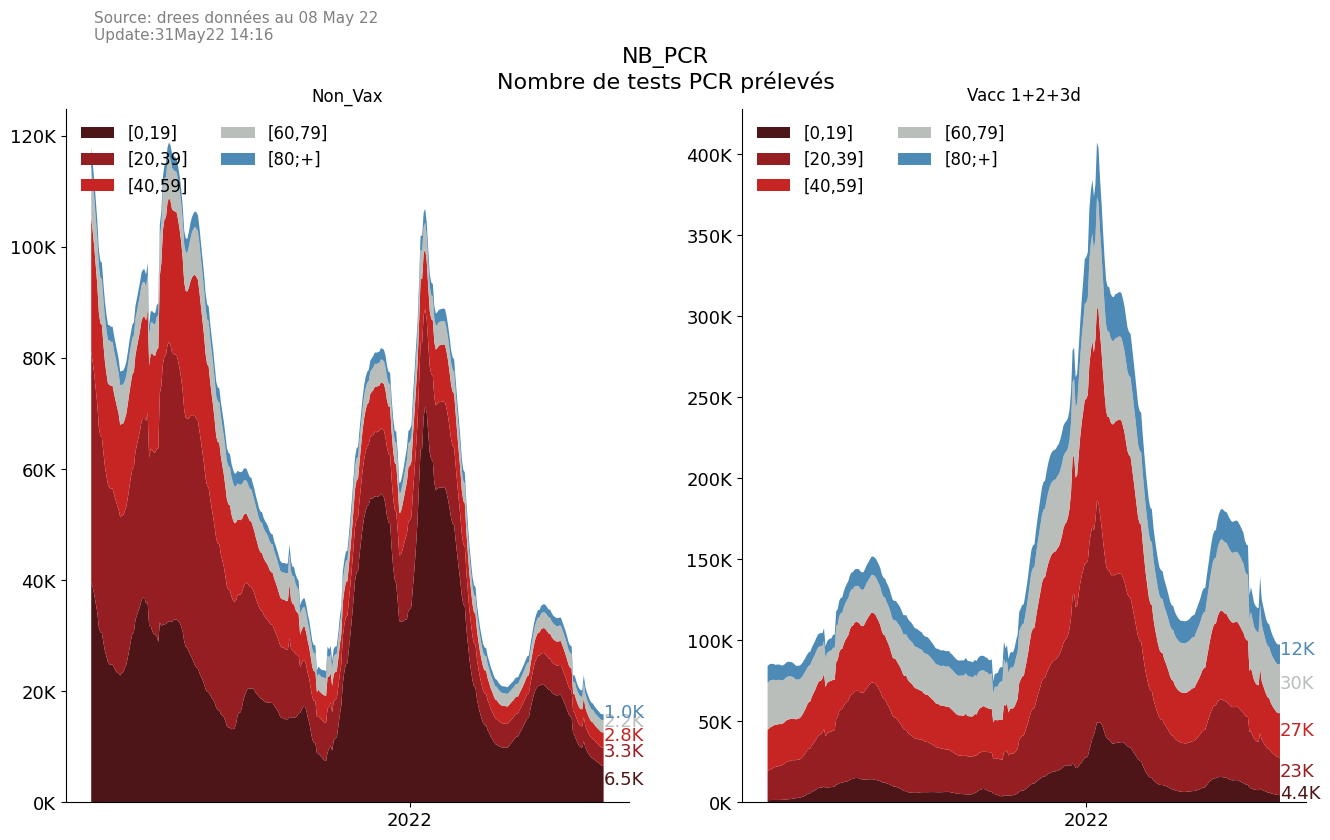 Source: drees données au 08 May 22
Update:31May22 14:16
NB_PCR
Nombre de tests PCR prélevés
Non_Vax
[0,19]
[20,39]
[40,59]
[60,79]
[80;+]
120K
100K
80K
60K
40K
20K
0K
2022
1.0K
2.2K
2.8K
3.3K
6.5K
Vacc 1+2+3d
[0,19]
[20,39]
[40,59]
[60,79]
[80;+]
400K
350K
300K
250K
200K
150K
100K
50K
0K
2022
12K
30K
27K
23K
4.4K